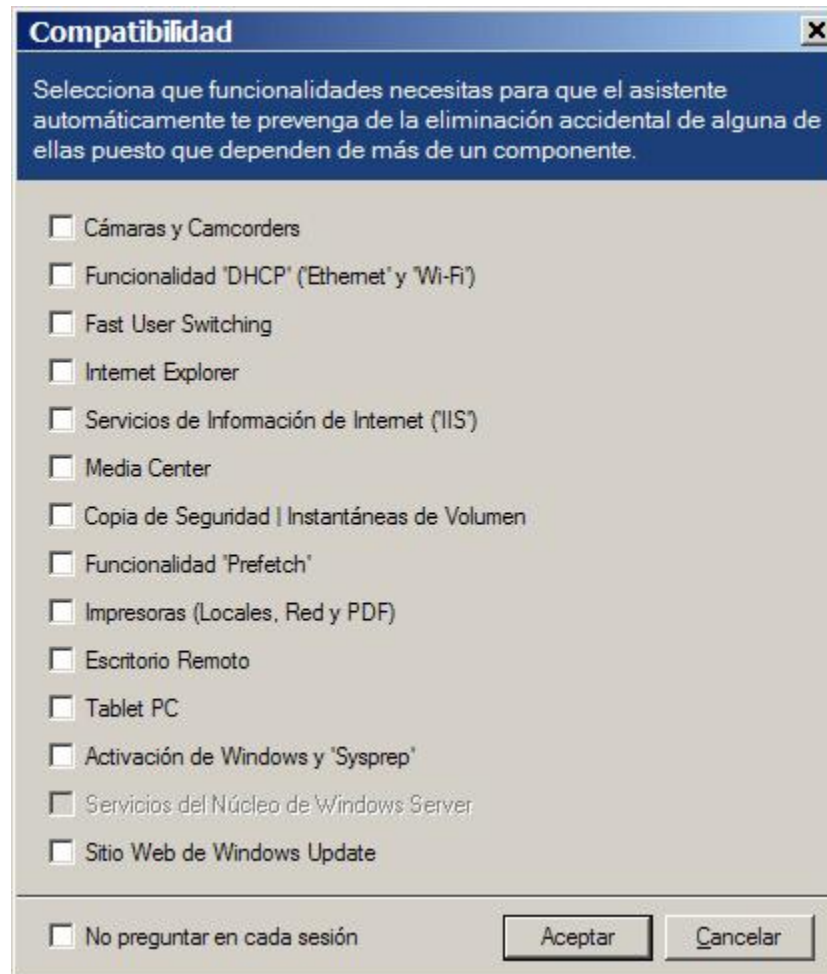 Compatibilidad
Selecciona que funcionalidades necesitas para que el asistente
automáticamente te prevenga de la eliminación accidental de alguna de
ellas puesto que dependen de más de un componente.
Cámaras y Camcorders
Funcionalidad 'DHCP' ('Ethernet' y 'Wi-Fi')
Fast User Switching
Internet Explorer
Servicios de Información de Internet ('IIS')
Media Center
Copia de Seguridad | Instantáneas de Volumen
Funcionalidad 'Prefetch'
Impresoras (Locales, Red y PDF)
Escritorio Remoto
Tablet PC
Activación de Windows y 'Sysprep'
Servicios del Núcleo de Windows Server
Sitio Web de Windows Update
No preguntar en cada sesión
Aceptar
Cancelar